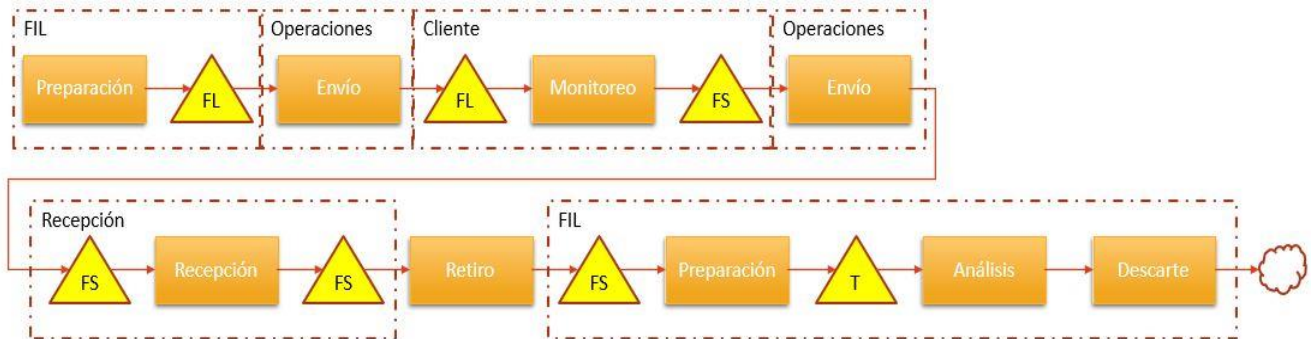 FIL
Operaciones
Cliente
Operaciones
Preparación
FL
Envío
FL
Monitoreo
FS
Envío
Recepción
FIL
FS
Recepción
FS
Retiro
FS
Preparación
T
Análisis
Descarte